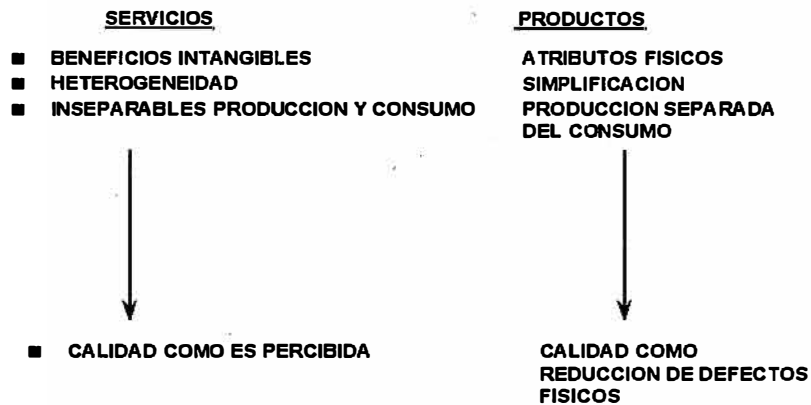 SERVICIOS
■ BENEFICIOS INTANGIBLES
■ HETEROGENEIDAD
■ INSEPARABLES PRODUCCION Y CONSUMO
PRODUCTOS
ATRIBUTOS FISICOS
SIMPLIFICACION
PRODUCCION SEPARADA
DEL CONSUMO
■ CALIDAD COMO ES PERCIBIDA
CALIDAD COMO
REDUCCION DE DEFECTOS
FISICOS